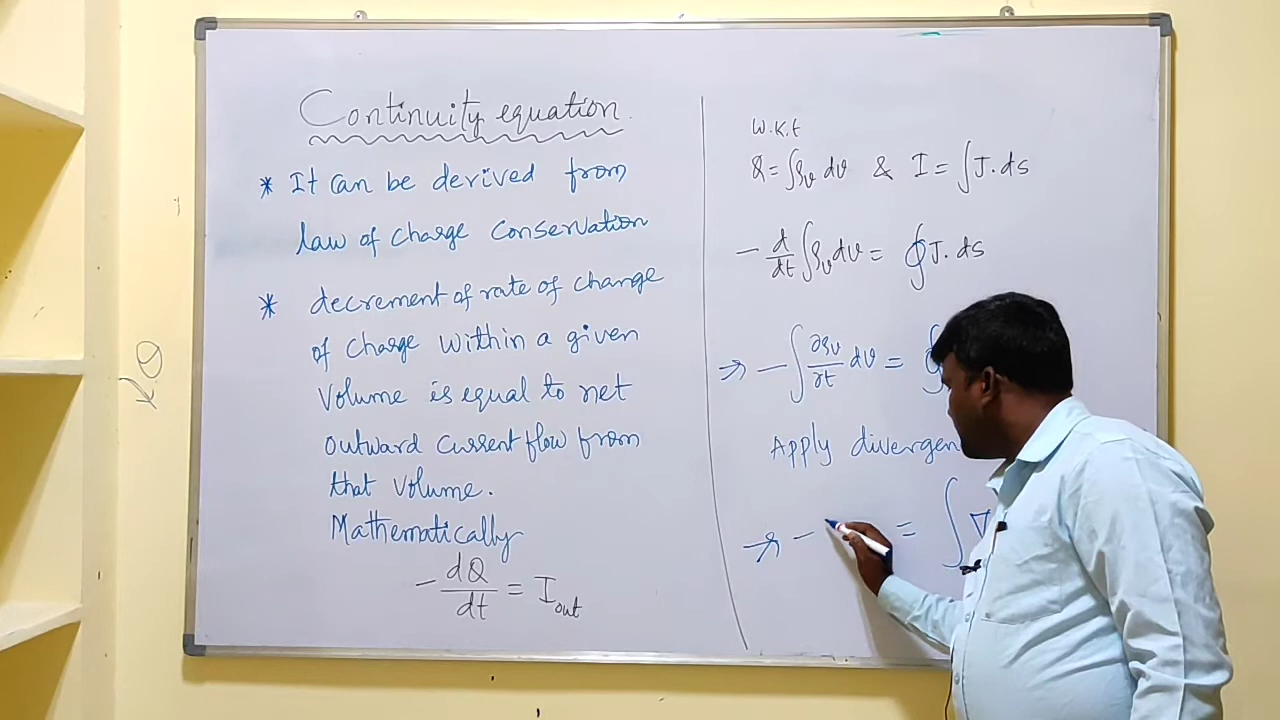 Continuity equation.
* It can be derived from
law of charge conservation
* decrement of rate of change
of charge within a given
volume is equal to net
outward current flow from
that volume.
Mathematically
- dQ/dt = I out
W.K.t
Q = ∫ρv dv & I = ∫J.ds
- d/dt ∫ρv dv = ∮J.ds
⇒ - ∫ ∂ρv/∂t dv = ∮
Apply divergen
⇒ - = ∫ ∇